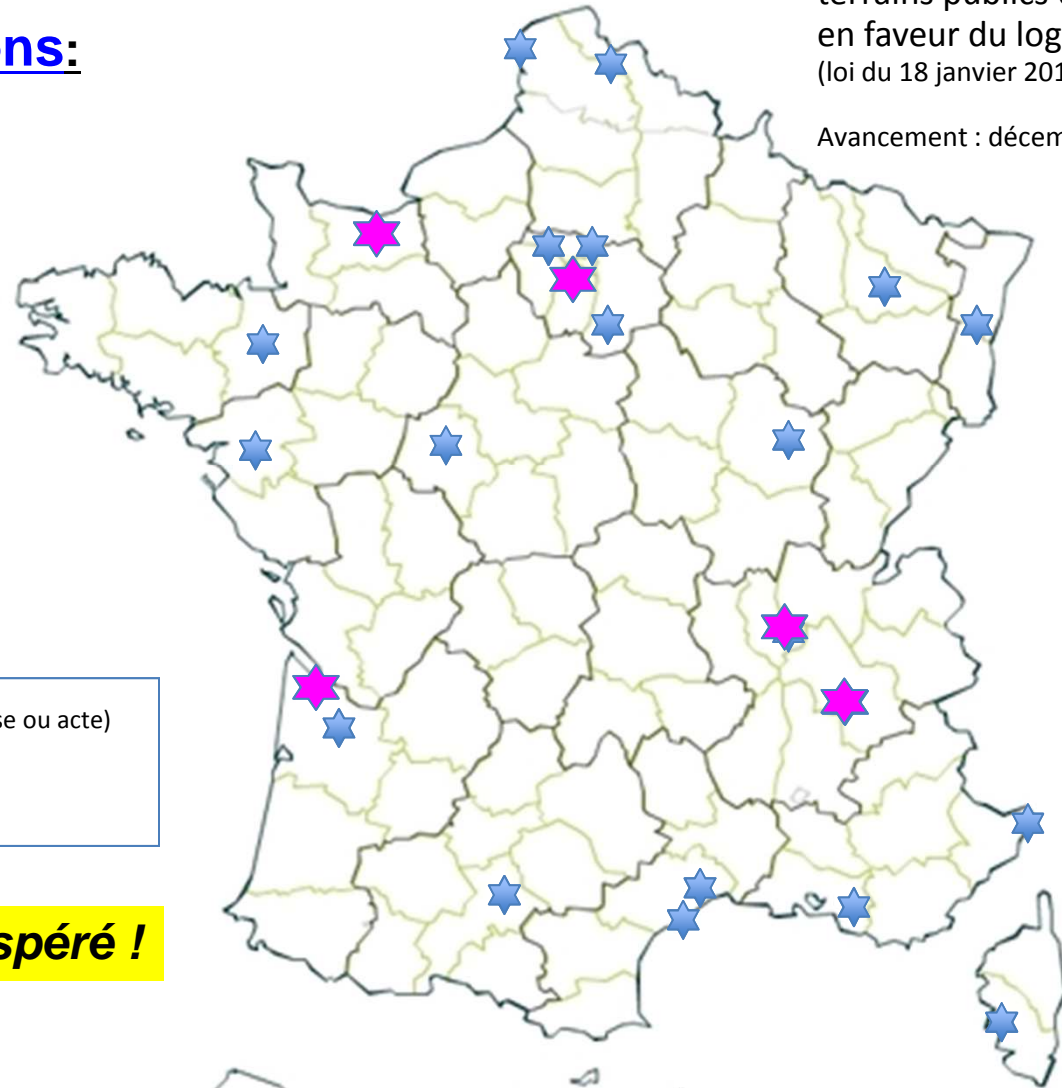 ns:
terrains publics
en faveur du log
(loi du 18 janvier 201
Avancement : décem
se ou acte)
spéré !